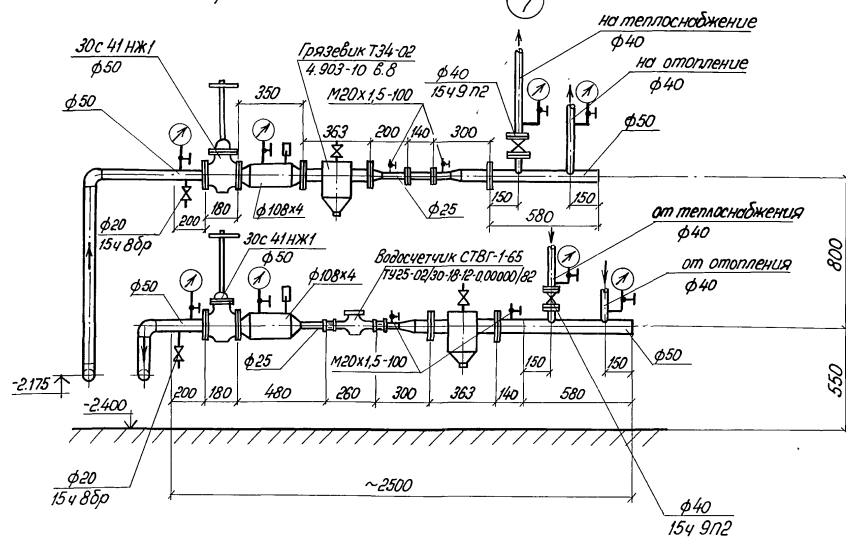 7
30с 41 НЖ1
ф50
ф50
350
Грязевик Т34-02
4.903-10 в.8
М20х1,5-100
ф40
15ч 9П2
на теплоснабжение
ф40
на отопление
ф40
ф50
363
200
140
300
200
180
ф108х4
ф25
150
150
580
ф20
15ч 8бр
30с 41 НЖ1
ф50
ф108х4
Водосчетчик СТВГ-1-65
ТУ25-02/30-18-12-0,00000/82
от теплоснабжения
ф40
от отопления
ф40
800
ф50
ф25
М20х1,5-100
150
150
ф50
-2.175
200
180
480
260
300
363
140
580
550
-2.400
ф20
15ч 8бр
~2500
ф40
15ч 9П2